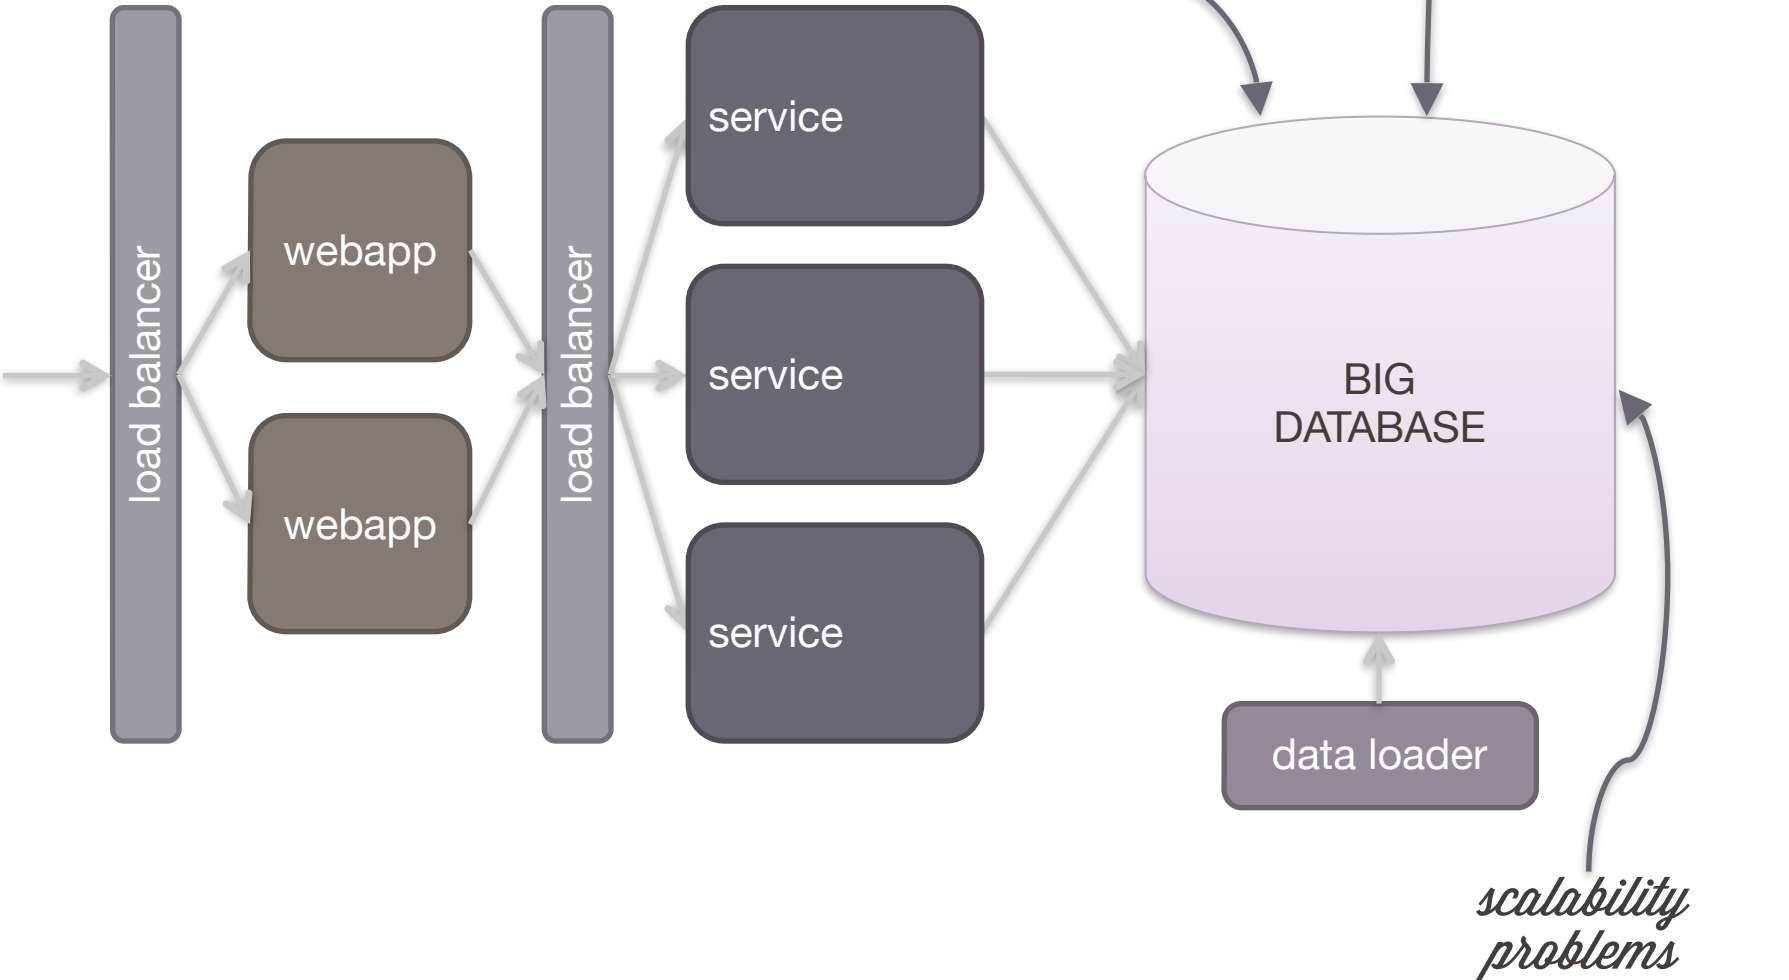 load balancer
webapp
webapp
load balancer
service
service
service
BIG
DATABASE
data loader
scalability
problems